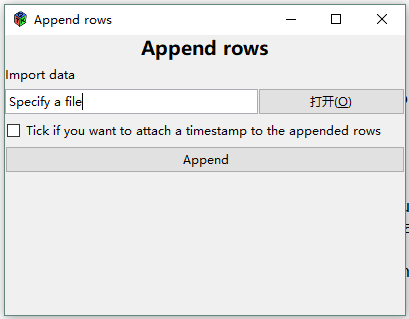 Append rows
Append rows
Import data
Specify a file
打开(O)
Tick if you want to attach a timestamp to the appended rows
Append